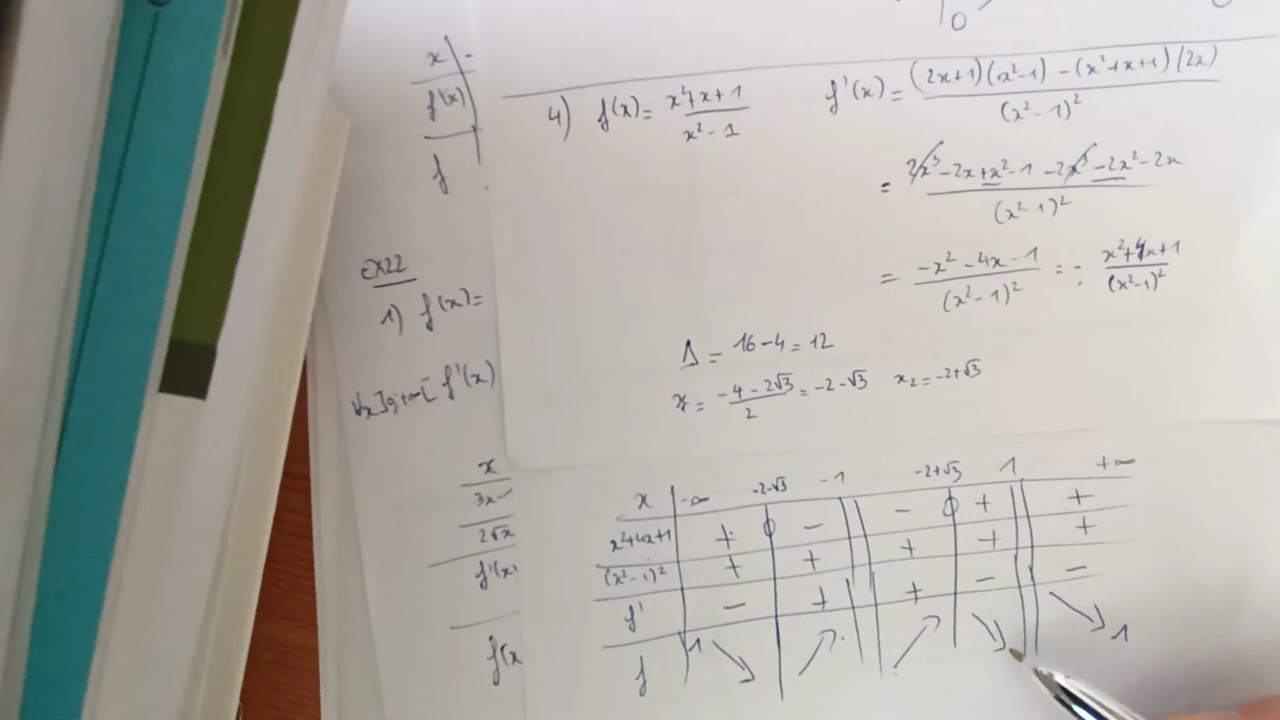 0
x -
f'(x)
f
4) f(x) = x²+x+1 / x²-1
f'(x) = (2x+1)(x²-1) - (x²+x+1)(2x) / (x²-1)²
= 2x³-2x+x²-1-2x³-2x²-2x / (x²-1)²
= -x²-4x-1 / (x²-1)² = - x²+4x+1 / (x²-1)²
Δ = 16-4 = 12
x = -4-2√3 / 2 = -2-√3 x₂ = -2+√3
EX22
1) f(x)=
f'(x)
x
3x
2√x
f'(x)
f(x
x -∞ -2-√3 -1 -2+√3 1 +∞
x²+4x+1 + 0 - - 0 + +
(x²-1)² + + + + +
f' - + + - -
f 1 ↘ ↗ ↗ ↘ ↘ 1